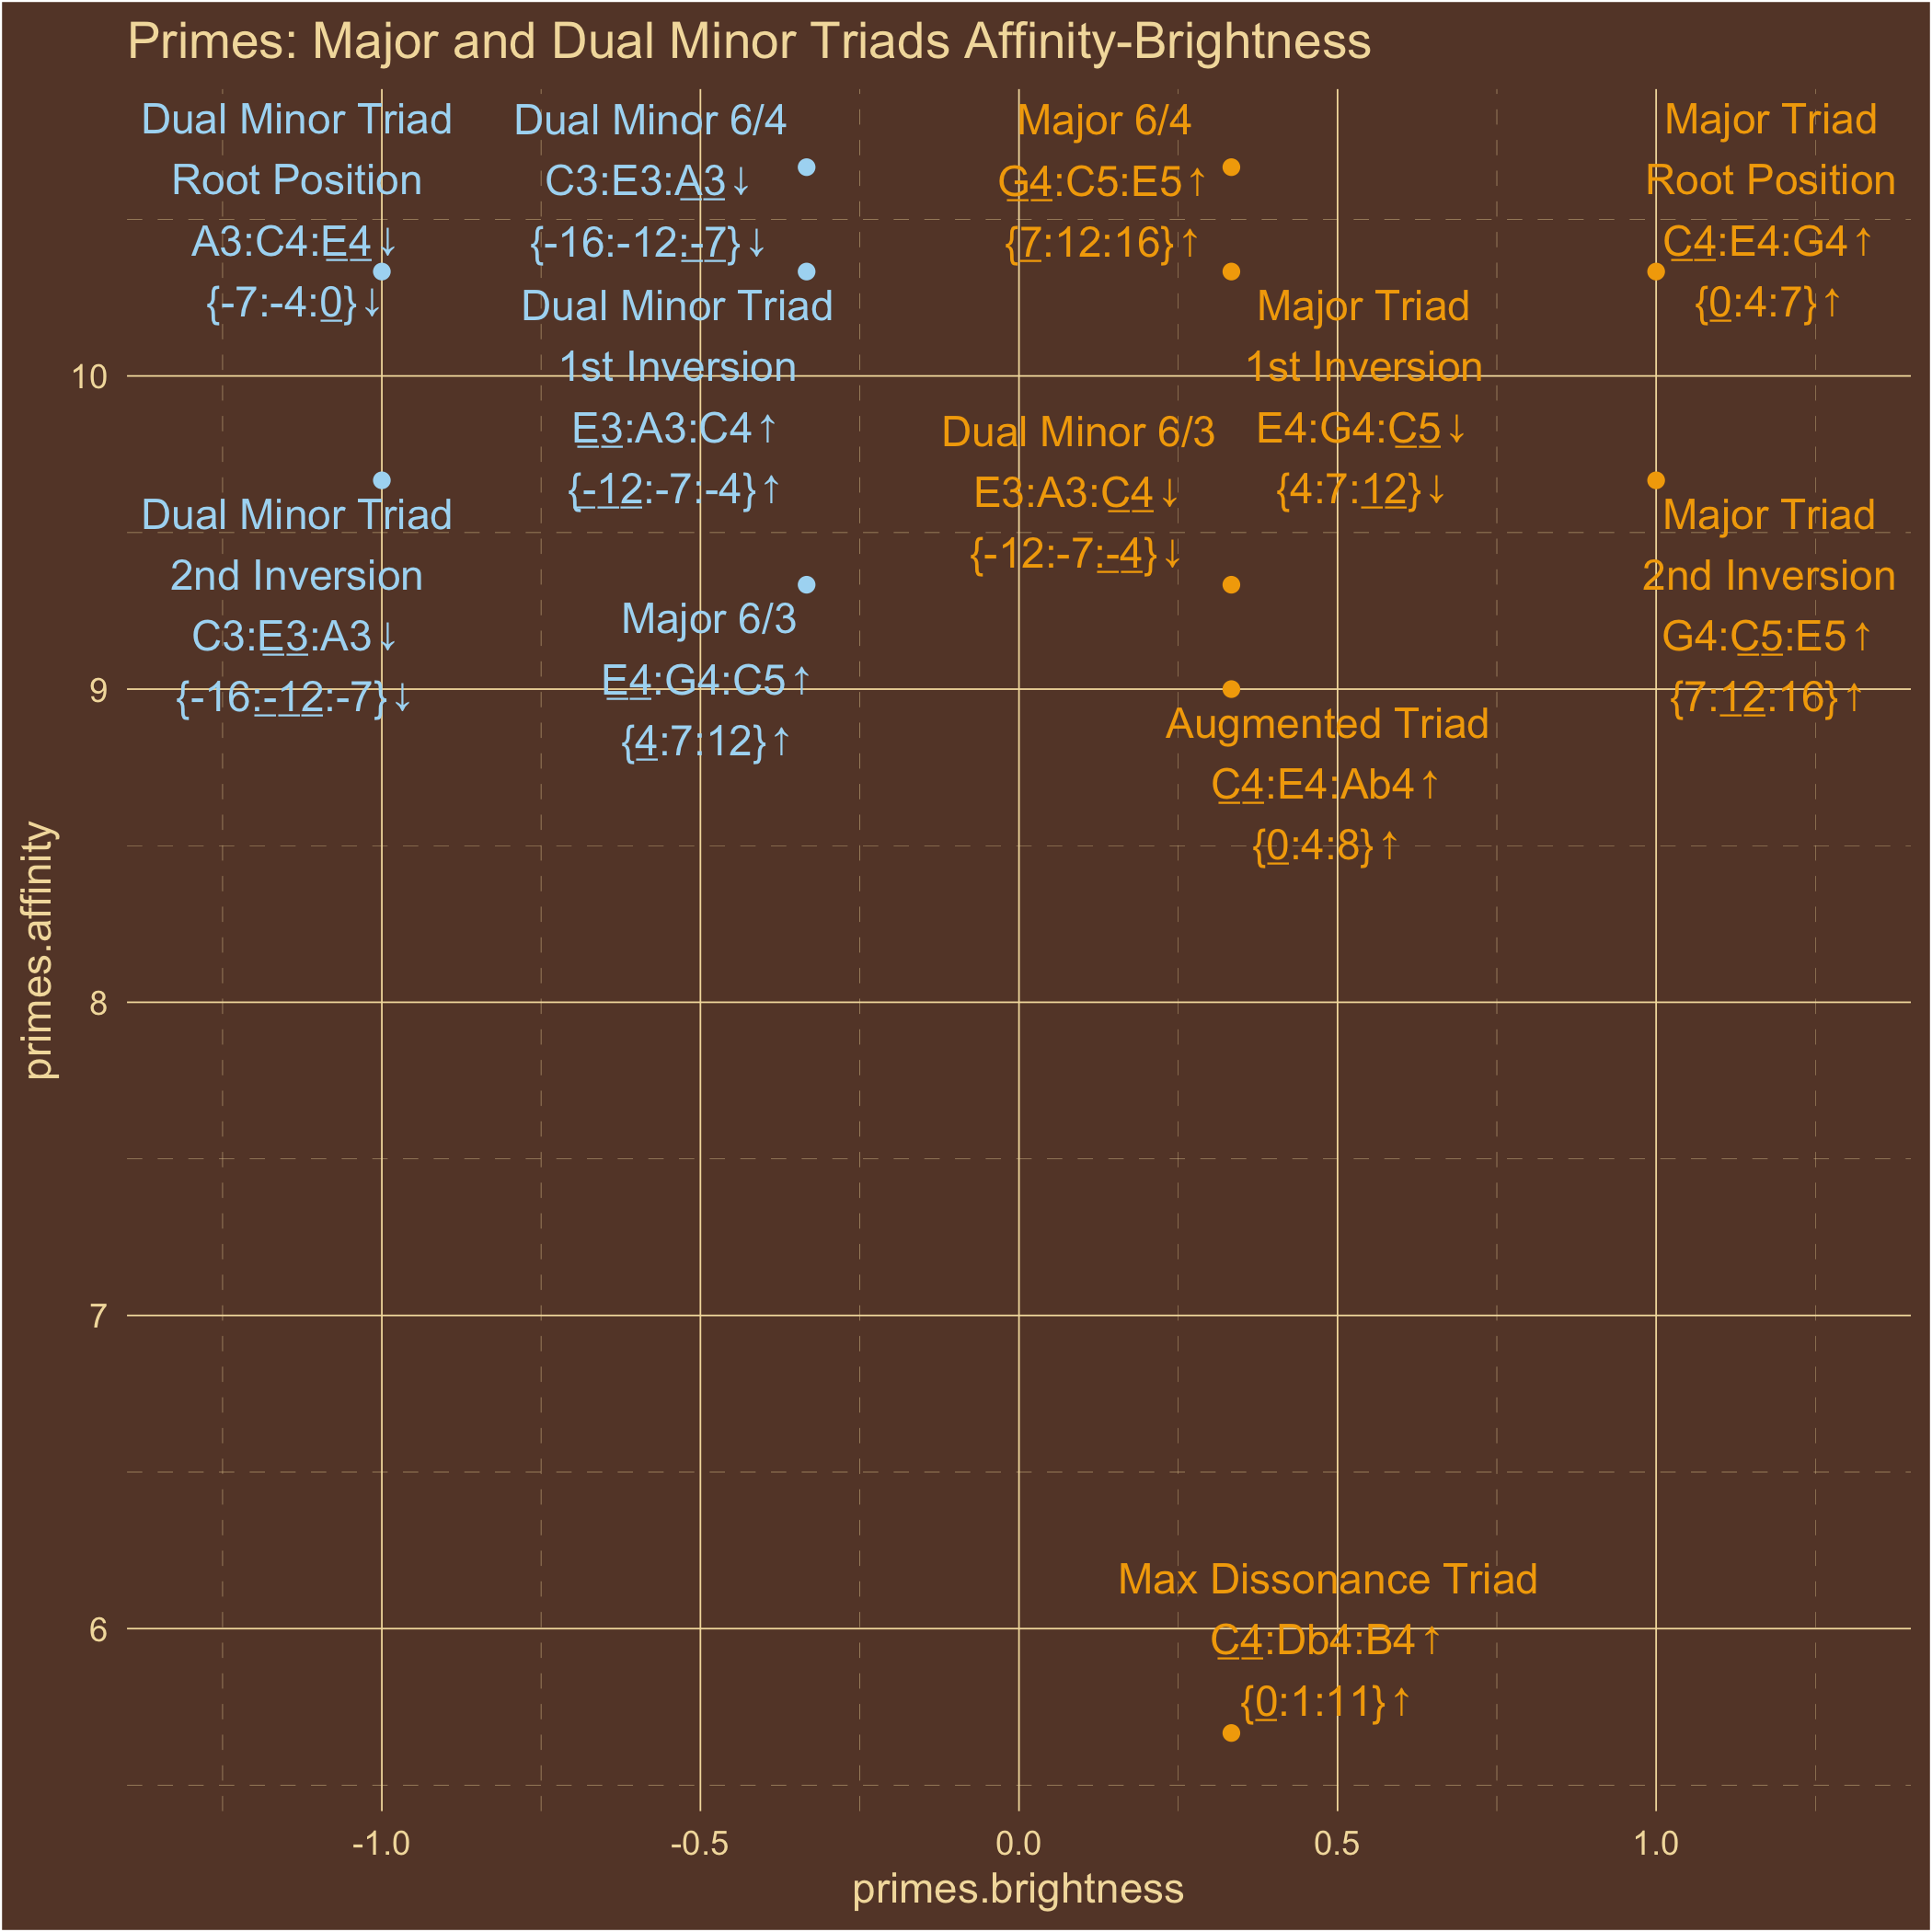 Primes: Major and Dual Minor Triads Affinity-Brightness
Dual Minor Triad
Root Position
A3:C4:E4↓
{-7:-4:0}↓
Dual Minor 6/4
C3:E3:A3↓
{-16:-12:-7}↓
Major 6/4
G4:C5:E5↑
{7:12:16}↑
Major Triad
Root Position
C4:E4:G4↑
{0:4:7}↑
Dual Minor Triad
1st Inversion
E3:A3:C4↑
{-12:-7:-4}↑
Major Triad
1st Inversion
E4:G4:C5↓
{4:7:12}↓
Dual Minor 6/3
E3:A3:C4↓
{-12:-7:-4}↓
Dual Minor Triad
2nd Inversion
C3:E3:A3↓
{-16:-12:-7}↓
Major Triad
2nd Inversion
G4:C5:E5↑
{7:12:16}↑
Major 6/3
E4:G4:C5↑
{4:7:12}↑
Augmented Triad
C4:E4:Ab4↑
{0:4:8}↑
Max Dissonance Triad
C4:Db4:B4↑
{0:1:11}↑
10
9
8
7
6
primes.affinity
-1.0
-0.5
0.0
0.5
1.0
primes.brightness